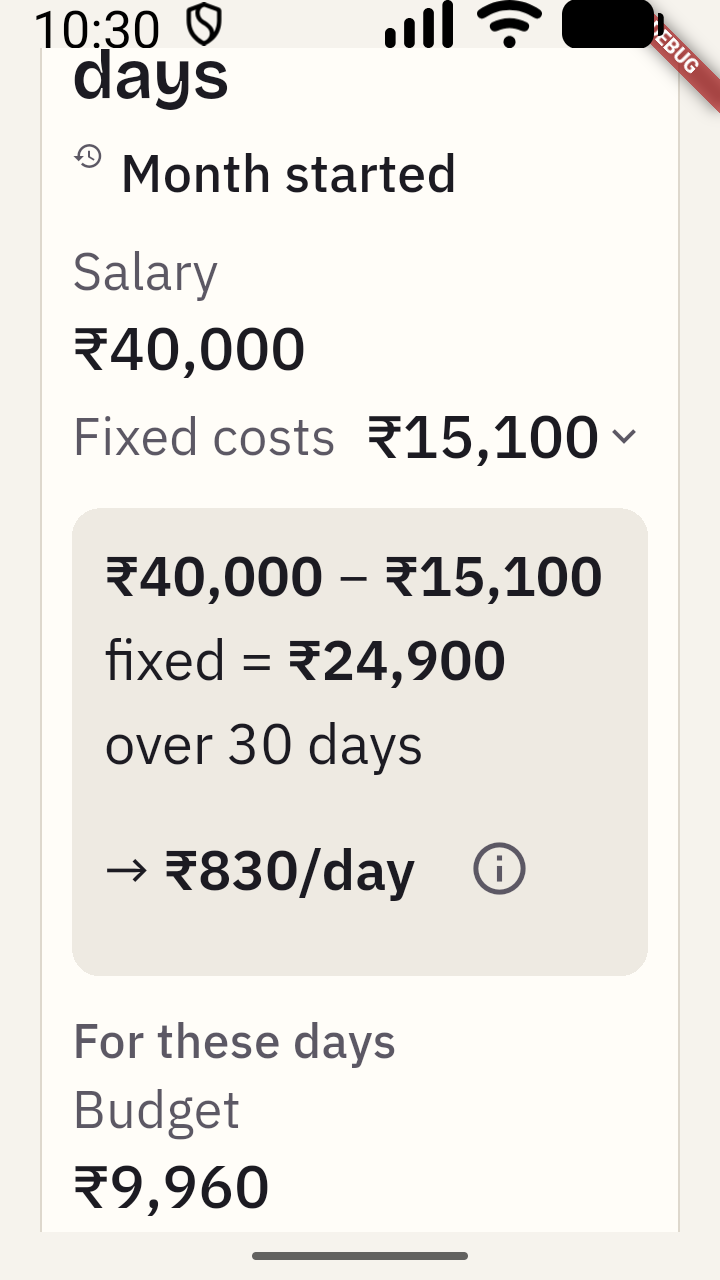 10:30
DEBUG
days
Month started
Salary
₹40,000
Fixed costs ₹15,100
₹40,000 – ₹15,100
fixed = ₹24,900
over 30 days
→ ₹830/day
For these days
Budget
₹9,960